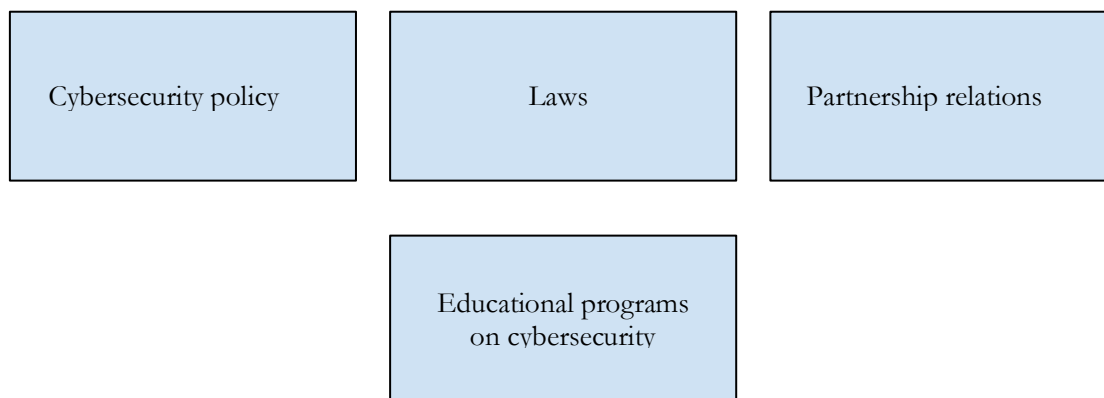 Cybersecurity policy
Laws
Partnership relations
Educational programs
on cybersecurity